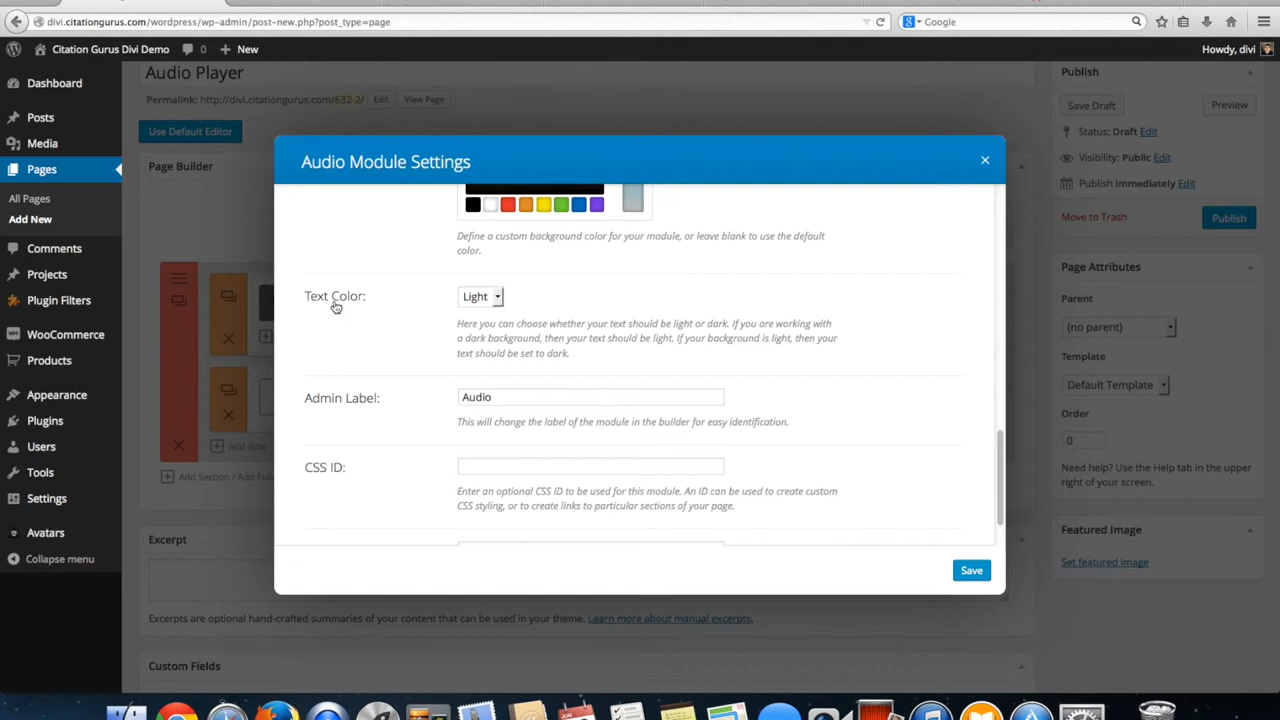 divi.citationgurus.com/wordpress/wp-admin/post-new.php?post_type=page
Google
Citation Gurus Divi Demo
0
New
Howdy, divi
Dashboard
Posts
Media
Pages
All Pages
Add New
Comments
Projects
Plugin Filters
WooCommerce
Products
Appearance
Plugins
Users
Tools
Settings
Avatars
Collapse menu
Audio Player
Permalink: http://divi.citationgurus.com/632-2/
Edit
View Page
Use Default Editor
Page Builder
Add Row
Add Section / Add Full
Audio Module Settings
Define a custom background color for your module, or leave blank to use the default
color.
Text Color:
Light
Here you can choose whether your text should be light or dark. If you are working with
a dark background, then your text should be light. If your background is light, then your
text should be set to dark.
Admin Label:
Audio
This will change the label of the module in the builder for easy identification.
CSS ID:
Enter an optional CSS ID to be used for this module. An ID can be used to create custom
CSS styling, or to create links to particular sections of your page.
Save
Excerpt
Excerpts are optional hand-crafted summaries of your content that can be used in your theme. Learn more about manual excerpts.
Custom Fields
Publish
Save Draft
Preview
Status: Draft Edit
Visibility: Public Edit
Publish immediately Edit
Move to Trash
Publish
Page Attributes
Parent
(no parent)
Template
Default Template
Order
0
Need help? Use the Help tab in the upper
right of your screen.
Featured Image
Set featured image